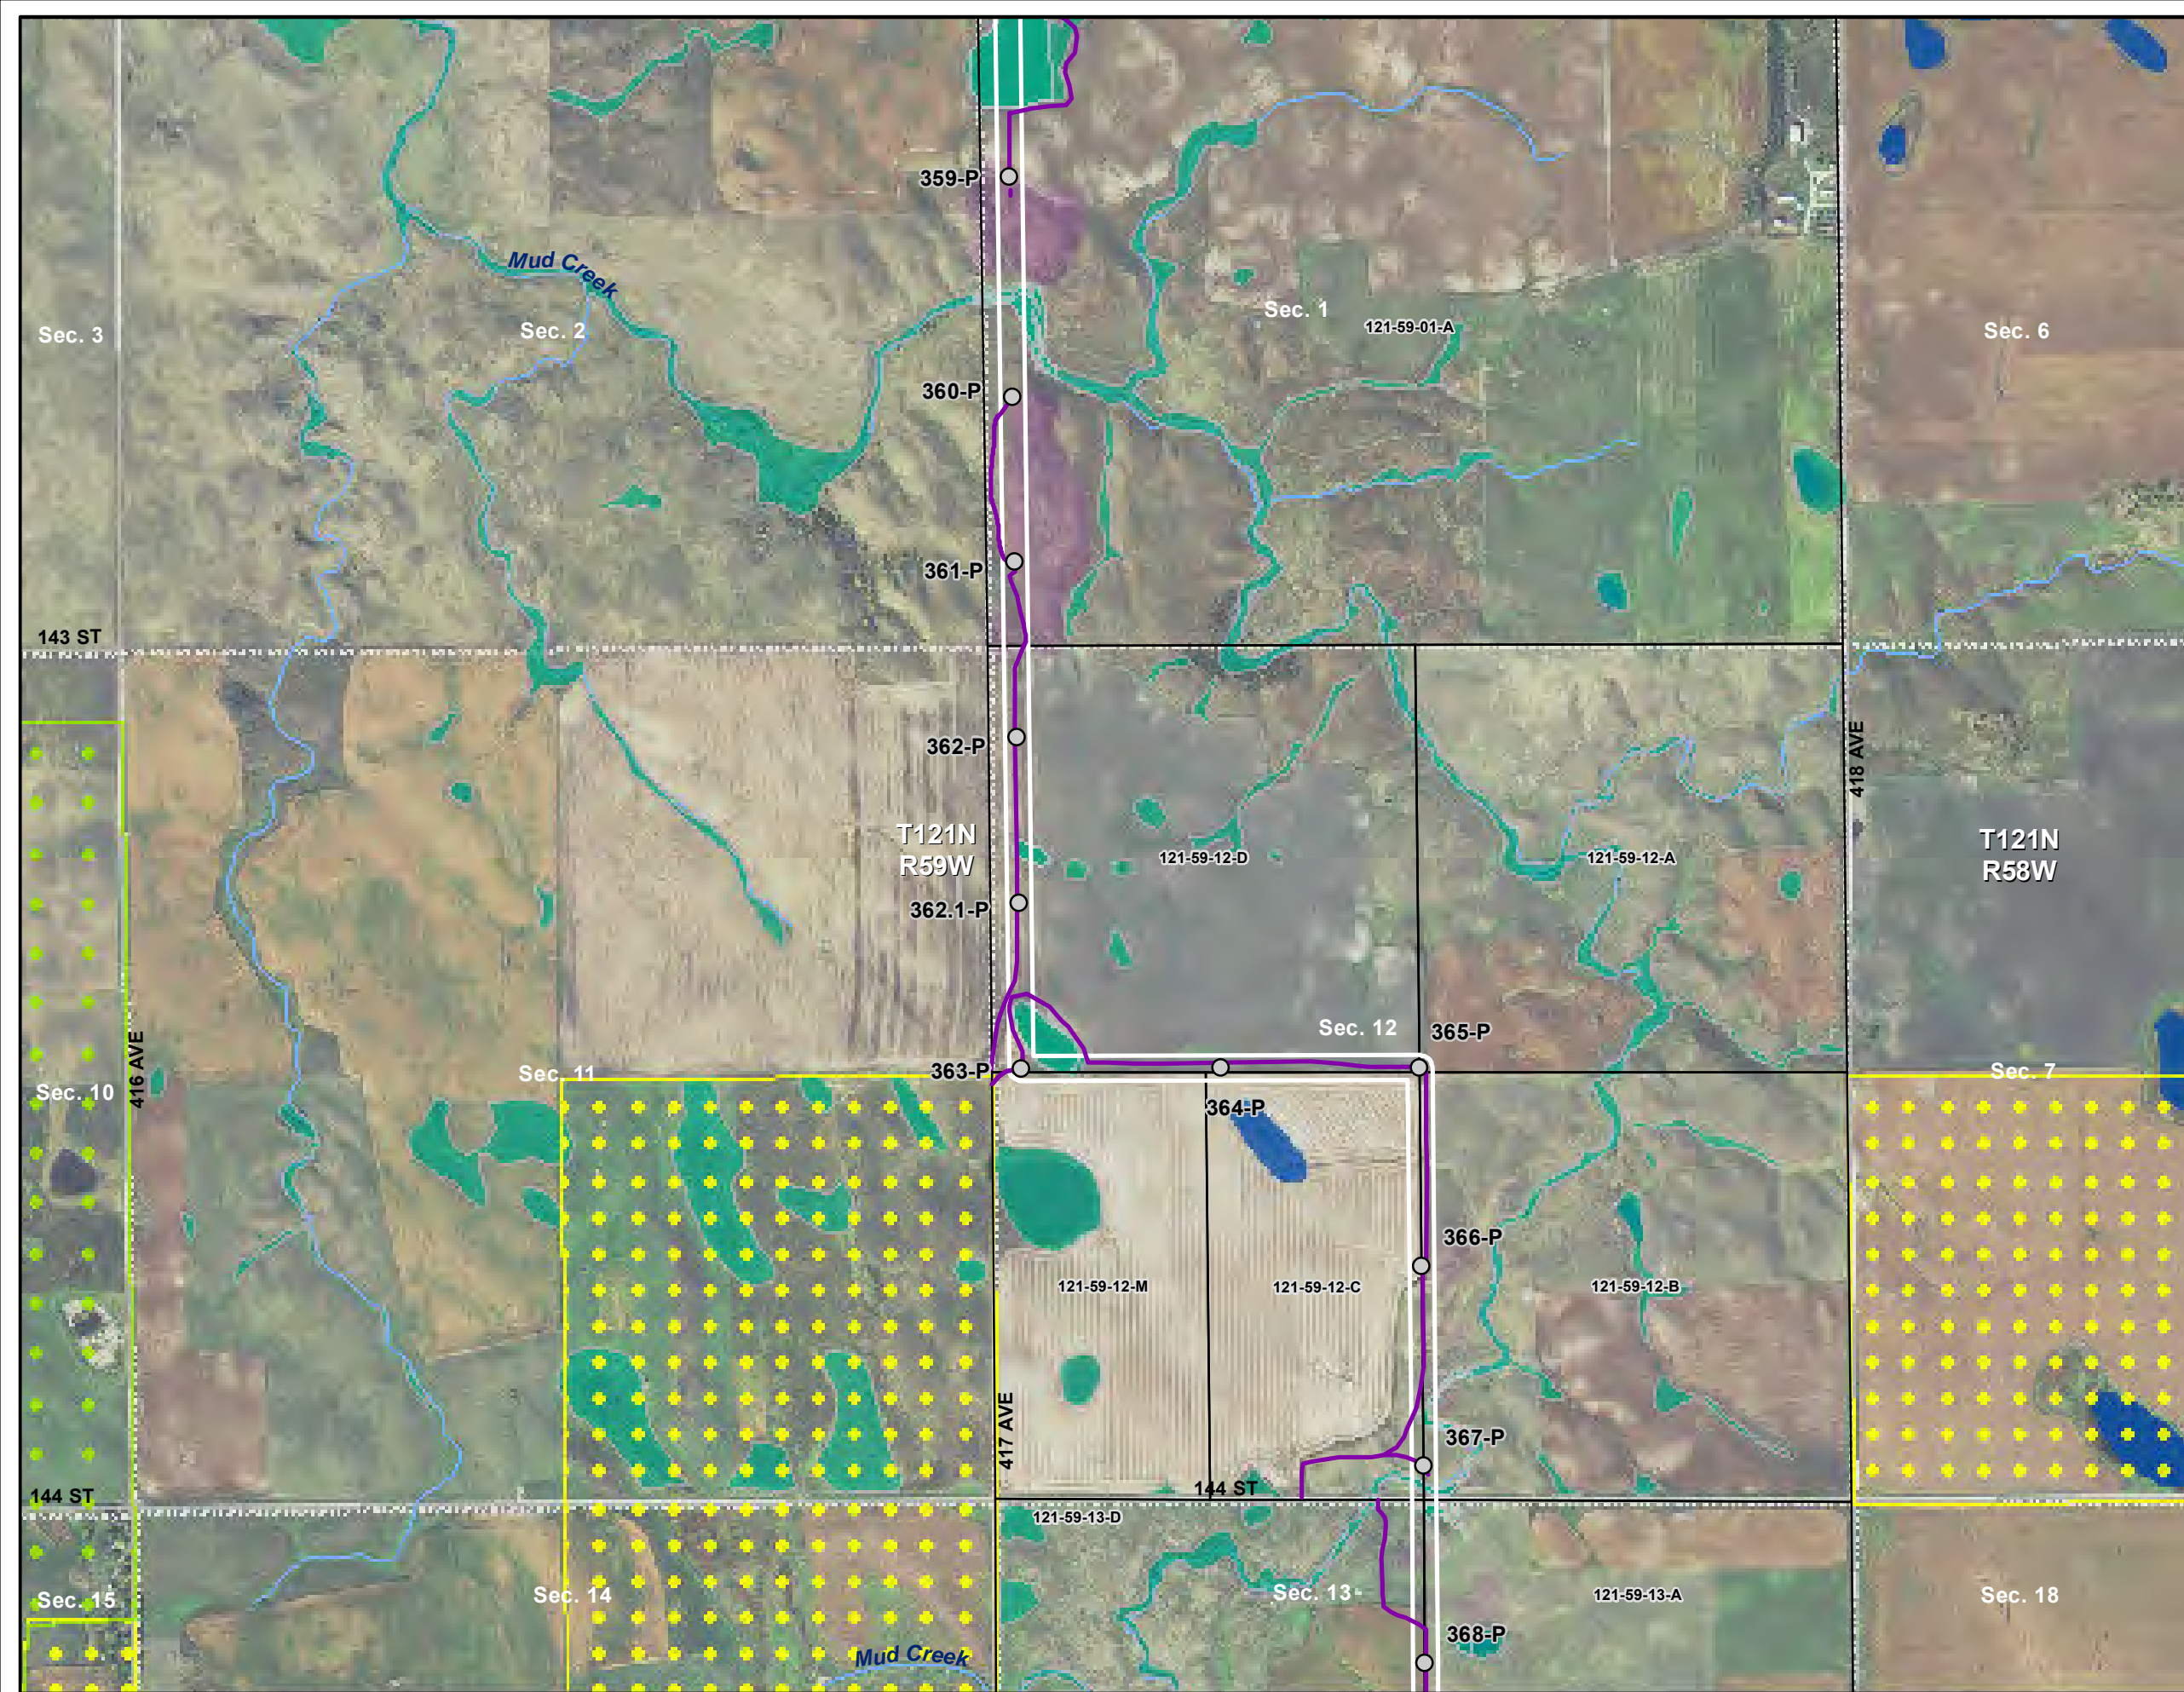 359-P
Mud Creek
Sec. 1
121-59-01-A
Sec. 3
Sec. 2
Sec. 6
360-P
361-P
143 ST
362-P
418 AVE
T121N
R59W
T121N
R58W
121-59-12-D
121-59-12-A
362.1-P
Sec. 12
365-P
416 AVE
363-P
Sec. 11
Sec. 7
Sec. 10
364-P
366-P
121-59-12-M
121-59-12-C
121-59-12-B
417 AVE
367-P
144 ST
144 ST
121-59-13-D
Sec. 15
Sec. 14
Sec. 13
121-59-13-A
Sec. 18
368-P
Mud Creek